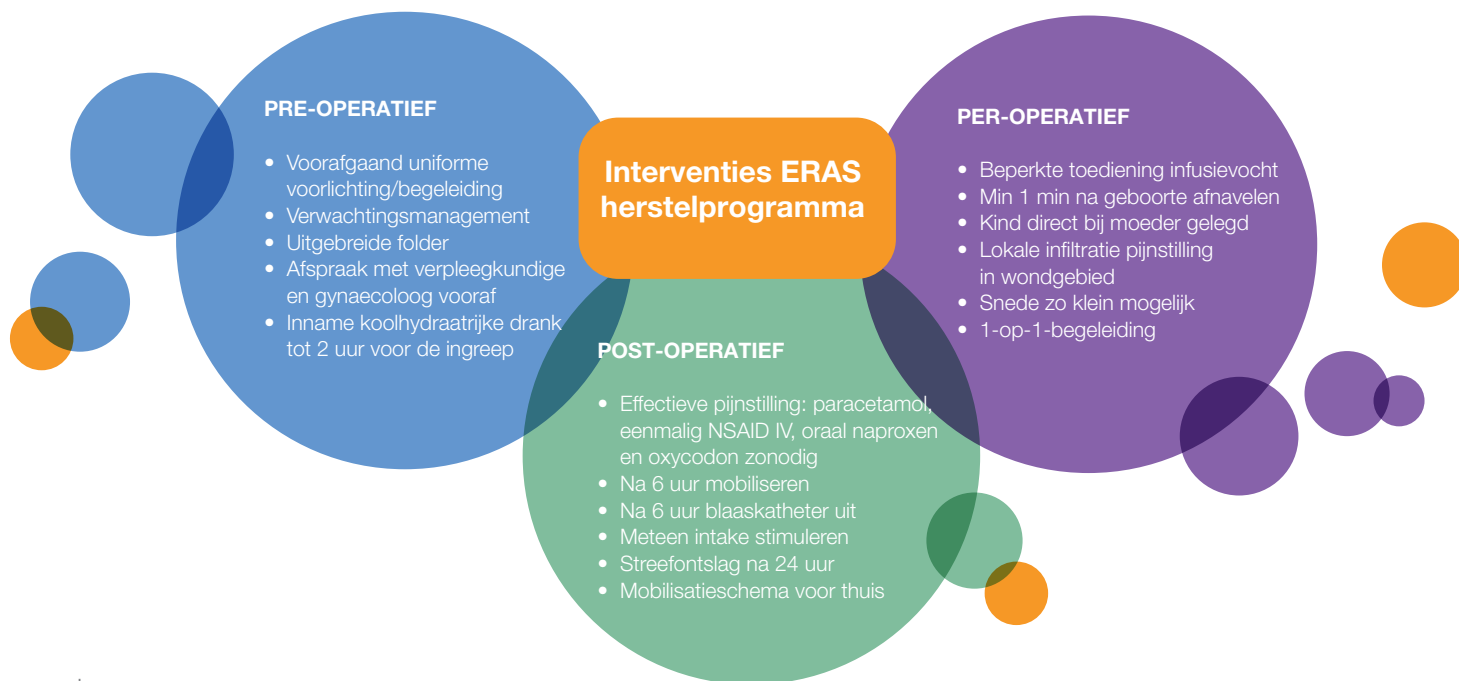 PRE-OPERATIEF
• Voorafgaand uniforme
voorlichting/begeleiding
• Verwachtingsmanagement
• Uitgebreide folder
• Afspraak met verpleegkundige
en gynaecoloog vooraf
• Inname koolhydraatrijke drank
tot 2 uur voor de ingreep
Interventies ERAS
herstelprogramma
PER-OPERATIEF
• Beperkte toediening infusievocht
• Min 1 min na geboorte afnavelen
• Kind direct bij moeder gelegd
• Lokale infiltratie pijnstilling
in wondgebied
• Snede zo klein mogelijk
• 1-op-1-begeleiding
POST-OPERATIEF
• Effectieve pijnstilling: paracetamol,
eenmalig NSAID IV, oraal naproxen
en oxycodon zonodig
• Na 6 uur mobiliseren
• Na 6 uur blaaskatheter uit
• Meteen intake stimuleren
• Streefontslag na 24 uur
• Mobilisatieschema voor thuis